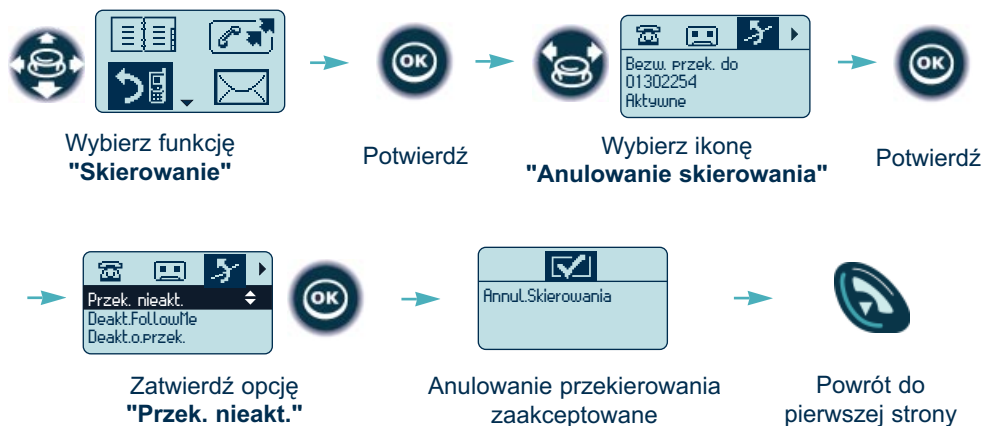 OK
Bezw. przek. do
01302254
Aktywne
OK
Wybierz funkcję
"Skierowanie"
Potwierdź
Wybierz ikonę
"Anulowanie skierowania"
Potwierdź
Przek. nieakt.
Deakt.FollowMe
Deakt.o.przek.
OK
Annul.Skierowania
Zatwierdź opcję
"Przek. nieakt."
Anulowanie przekierowania
zaakceptowane
Powrót do
pierwszej strony